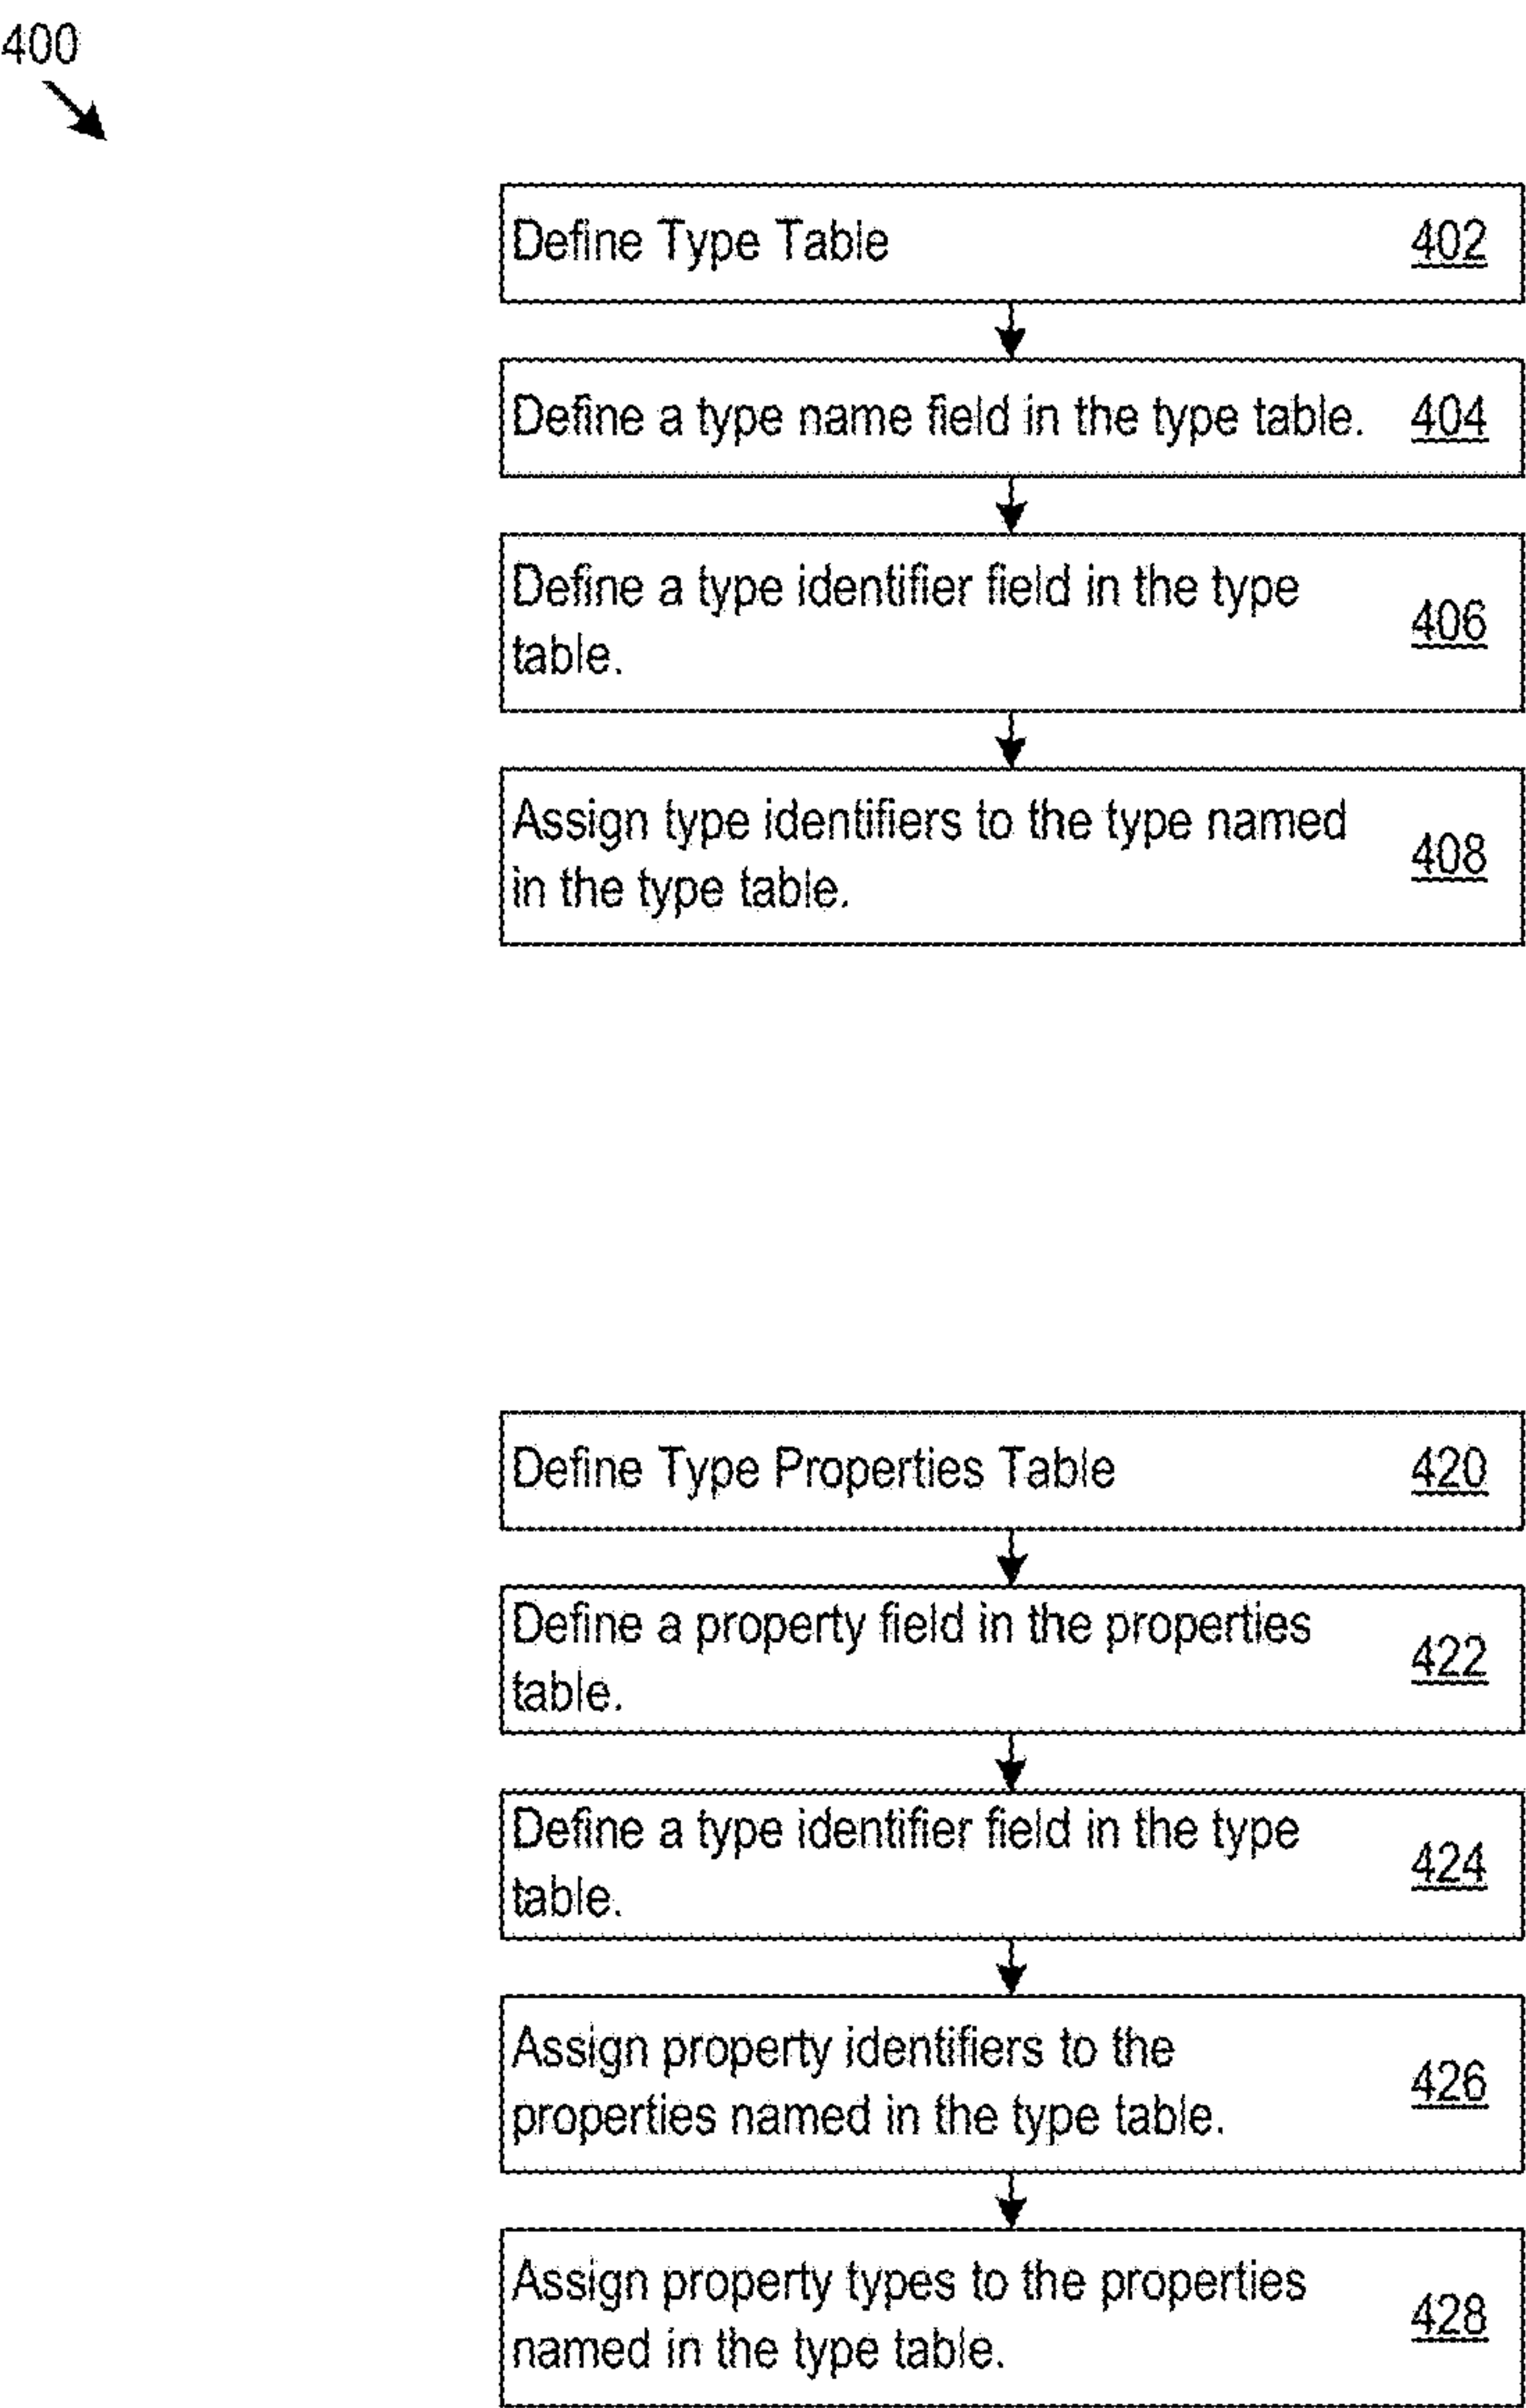 400
Define Type Table 402
Define a type name field in the type table. 404
Define a type identifier field in the type
table.
406
Assign type identifiers to the type named
in the type table.
408
Define Type Properties Table 420
Define a property field in the properties
table.
422
Define a type identifier field in the type
table.
424
Assign property identifiers to the
properties named in the type table.
426
Assign property types to the properties
named in the type table.
428